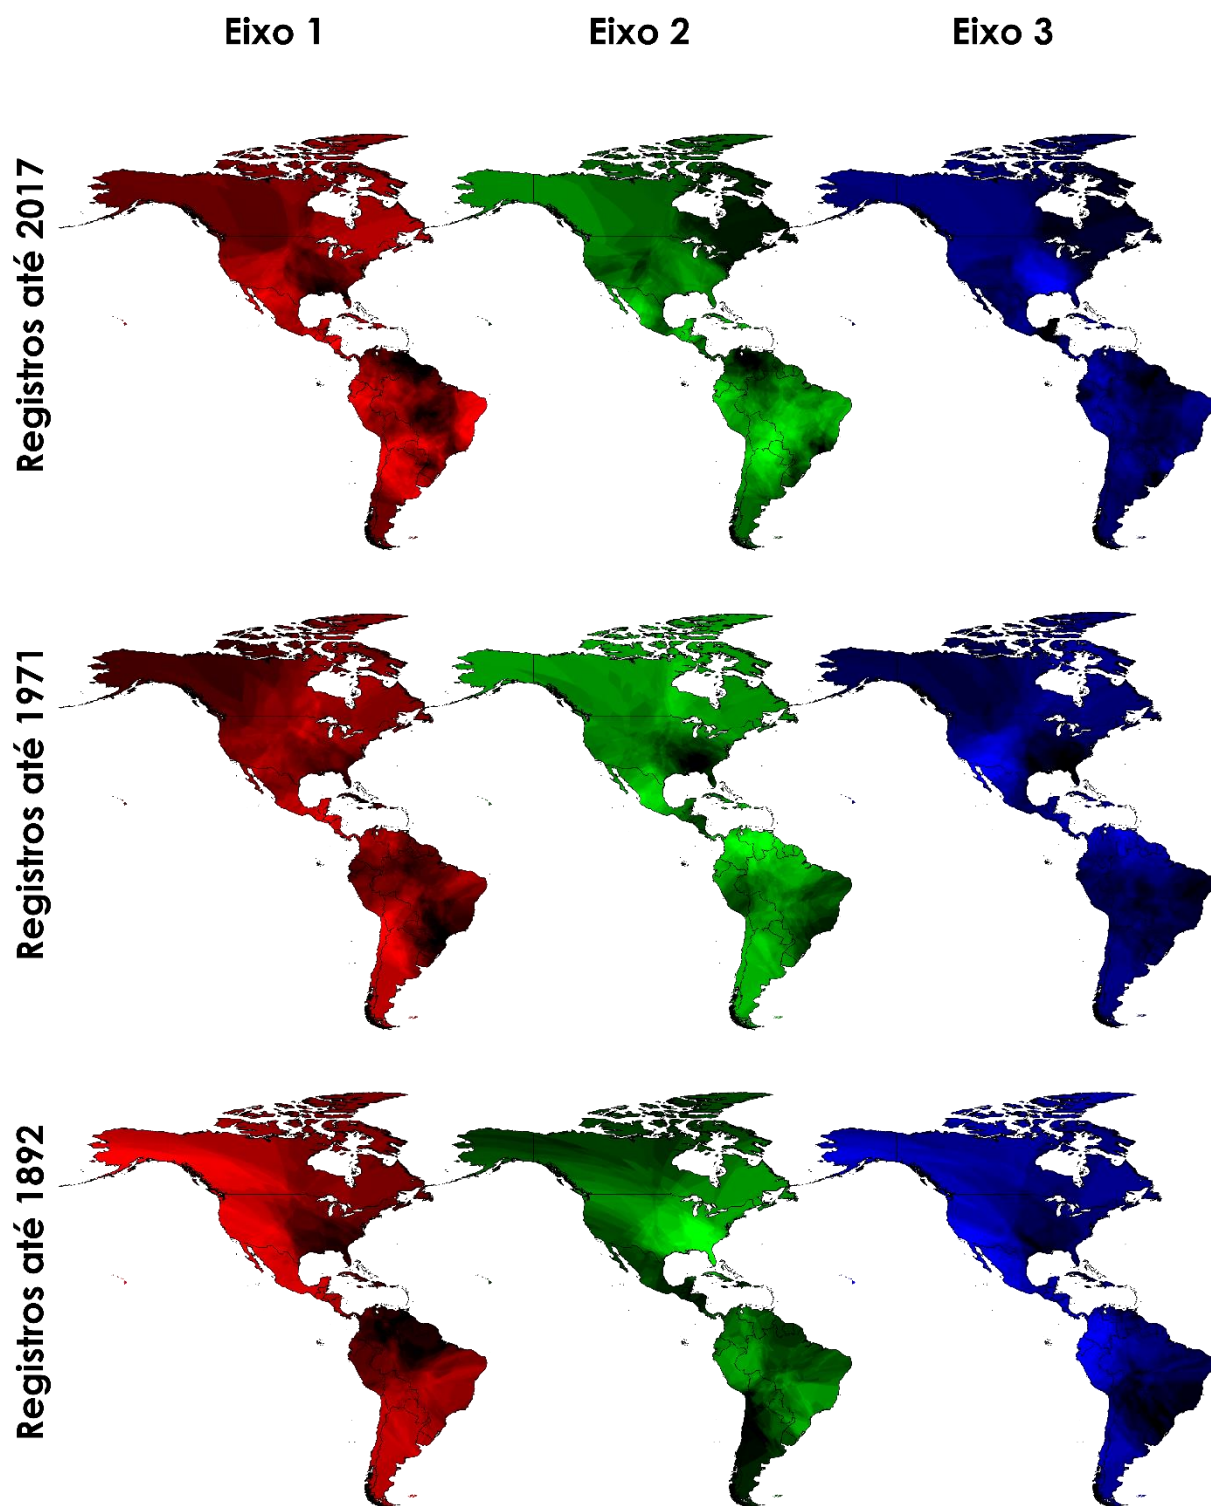 Eixo 1
Eixo 2
Eixo 3
Registros até 2017
Registros até 1971
Registros até 1892